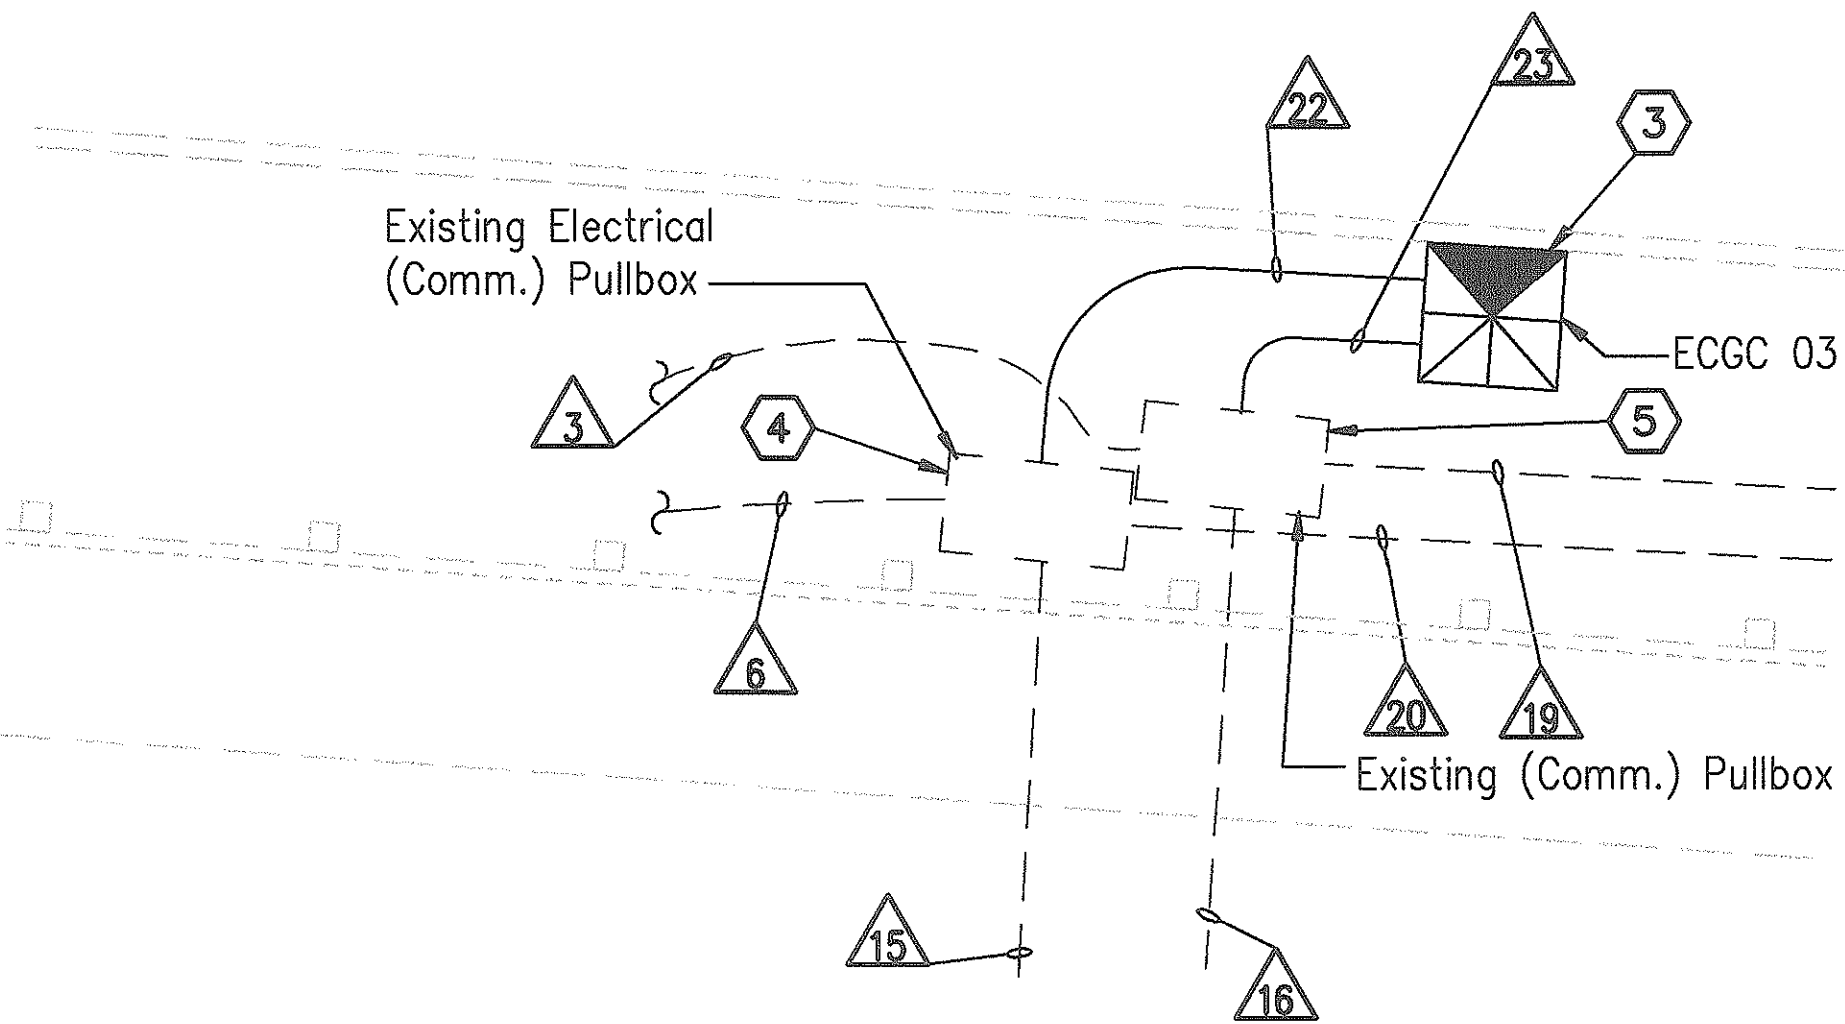 23
22
3
Existing Electrical
(Comm.) Pullbox
ECGC 03
3
4
5
6
20
19
Existing (Comm.) Pullbox
15
16